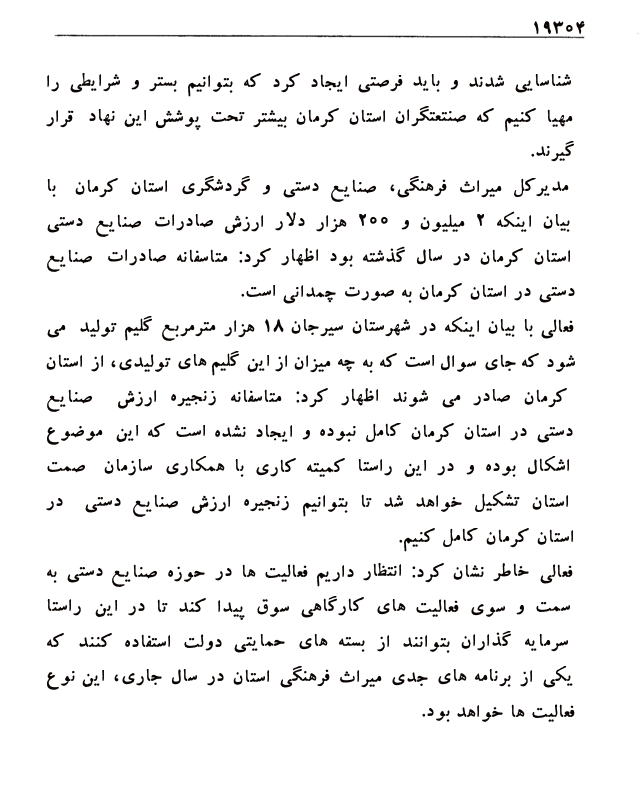 ۱۹۳۰۴
شناسایی شدند و باید فرصتی ایجاد کرد که بتوانیم بستر و شرایطی را
مهیا کنیم که صنتعتگران استان کرمان بیشتر تحت پوشش این نهاد قرار
گیرند.
مدیرکل میراث فرهنگی، صنایع دستی و گردشگری استان کرمان با
بیان اینکه ۲ میلیون و ۲۰۰ هزار دلار ارزش صادرات صنایع دستی
استان کرمان در سال گذشته بود اظهار کرد: متاسفانه صادرات صنایع
دستی در استان کرمان به صورت چمدانی است.
فعالی با بیان اینکه در شهرستان سیرجان ۱۸ هزار مترمربع گلیم تولید می
شود که جای سوال است که به چه میزان از این گلیم های تولیدی، از استان
کرمان صادر می شوند اظهار کرد: متاسفانه زنجیره ارزش صنایع
دستی در استان کرمان کامل نبوده و ایجاد نشده است که این موضوع
اشکال بوده و در این راستا کمیته کاری با همکاری سازمان صمت
استان تشکیل خواهد شد تا بتوانیم زنجیره ارزش صنایع دستی در
استان کرمان کامل کنیم.
فعالی خاطر نشان کرد: انتظار داریم فعالیت ها در حوزه صنایع دستی به
سمت و سوی فعالیت های کارگاهی سوق پیدا کند تا در این راستا
سرمایه گذاران بتوانند از بسته های حمایتی دولت استفاده کنند که
یکی از برنامه های جدی میراث فرهنگی استان در سال جاری، این نوع
فعالیت ها خواهد بود.